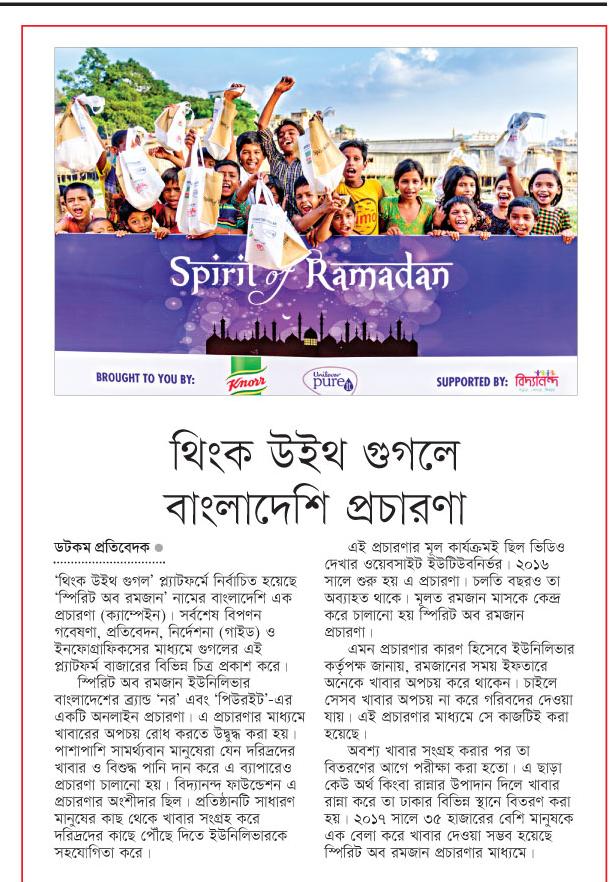 Spirit of Ramadan
BROUGHT TO YOU BY:
Knorr
Unilever
pureit
SUPPORTED BY:
বিদ্যানন্দ
থিংক উইথ গুগলে
বাংলাদেশি প্রচারণা
ডটকম প্রতিবেদক ●
‘থিংক উইথ গুগল’ প্ল্যাটফর্মে নির্বাচিত হয়েছে
‘স্পিরিট অব রমজান’ নামের বাংলাদেশি এক
প্রচারণা (ক্যাম্পেইন)। সর্বশেষ বিপণন
গবেষণা, প্রতিবেদন, নির্দেশনা (গাইড) ও
ইনফোগ্রাফিকসের মাধ্যমে গুগলের এই
প্ল্যাটফর্ম বাজারের বিভিন্ন চিত্র প্রকাশ করে।
স্পিরিট অব রমজান ইউনিলিভার
বাংলাদেশের ব্র্যান্ড ‘নর’ এবং ‘পিউরইট’-এর
একটি অনলাইন প্রচারণা। এ প্রচারণার মাধ্যমে
খাবারের অপচয় রোধ করতে উদ্বুদ্ধ করা হয়।
পাশাপাশি সামর্থ্যবান মানুষেরা যেন দরিদ্রদের
খাবার ও বিশুদ্ধ পানি দান করে এ ব্যাপারেও
প্রচারণা চালানো হয়। বিদ্যানন্দ ফাউন্ডেশন এ
প্রচারণার অংশীদার ছিল। প্রতিষ্ঠানটি সাধারণ
মানুষের কাছ থেকে খাবার সংগ্রহ করে
দরিদ্রদের কাছে পৌঁছে দিতে ইউনিলিভারকে
সহযোগিতা করে।
এই প্রচারণার মূল কার্যক্রমই ছিল ভিডিও
দেখার ওয়েবসাইট ইউটিউবনির্ভর। ২০১৬
সালে শুরু হয় এ প্রচারণা। চলতি বছরও তা
অব্যাহত থাকে। মূলত রমজান মাসকে কেন্দ্র
করে চালানো হয় স্পিরিট অব রমজান
প্রচারণা।
এমন প্রচারণার কারণ হিসেবে ইউনিলিভার
কর্তৃপক্ষ জানায়, রমজানের সময় ইফতারে
অনেকে খাবার অপচয় করে থাকেন। চাইলে
সেসব খাবার অপচয় না করে গরিবদের দেওয়া
যায়। এই প্রচারণার মাধ্যমে সে কাজটিই করা
হয়েছে।
অবশ্য খাবার সংগ্রহ করার পর তা
বিতরণের আগে পরীক্ষা করা হতো। এ ছাড়া
কেউ অর্থ কিংবা রান্নার উপাদান দিলে খাবার
রান্না করে তা ঢাকার বিভিন্ন স্থানে বিতরণ করা
হয়। ২০১৭ সালে ৩৫ হাজারের বেশি মানুষকে
এক বেলা করে খাবার দেওয়া সম্ভব হয়েছে
স্পিরিট অব রমজান প্রচারণার মাধ্যমে।